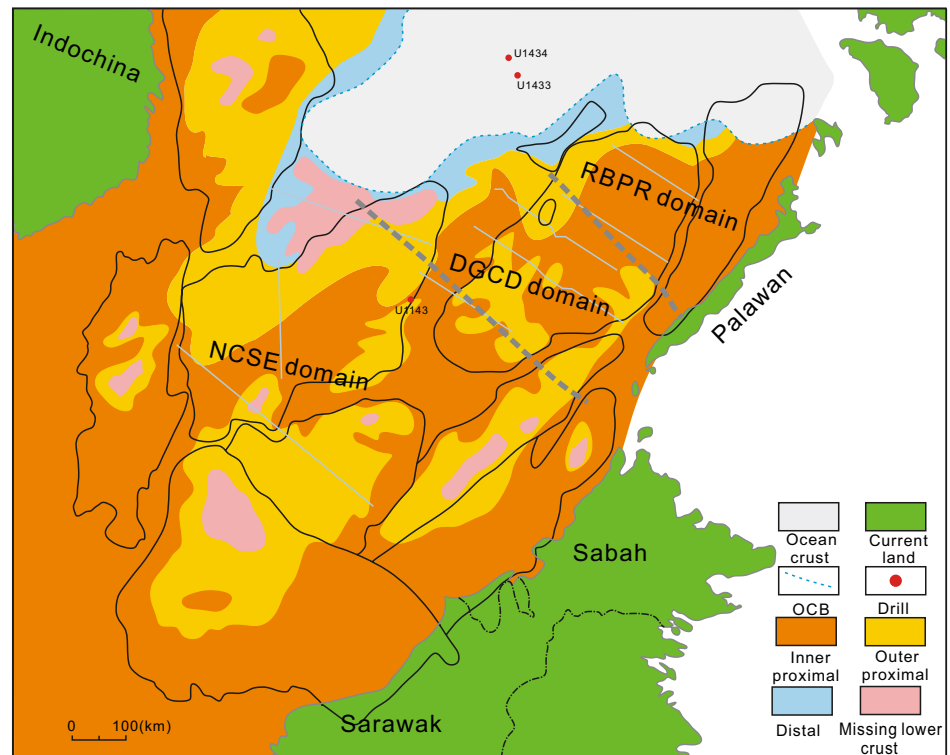 Indochina
U1434
U1433
RBPR domain
DGCD domain
U1143
Palawan
NCSE domain
Sabah
Sarawak
0 100(km)
Ocean crust
Current land
OCB
Drill
Inner proximal
Outer proximal
Distal
Missing lower crust